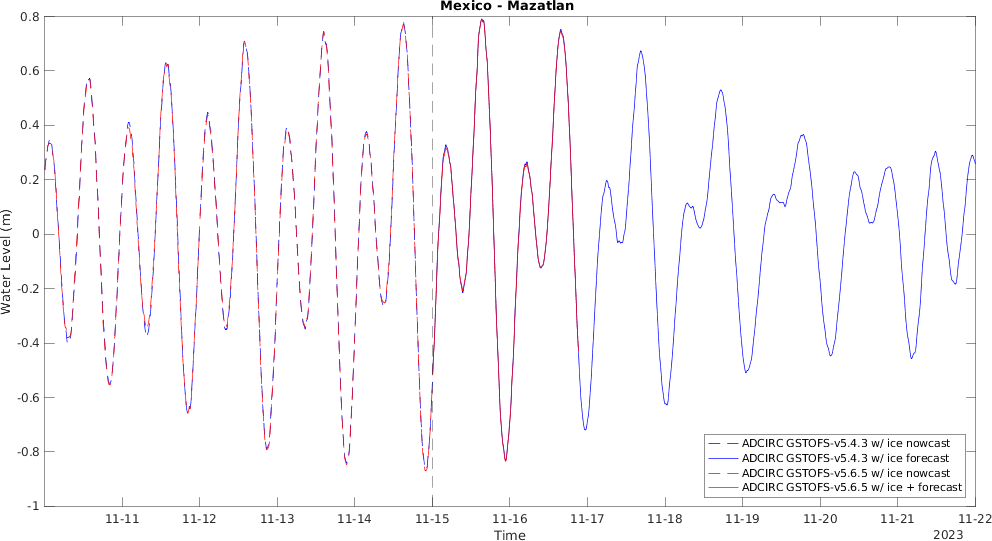 Mexico - Mazatlan
0.8
0.6
0.4
0.2
0
-0.2
-0.4
-0.6
-0.8
-1
Water Level (m)
ADCIRC GSTOFS-v5.4.3 w/ ice nowcast
ADCIRC GSTOFS-v5.4.3 w/ ice forecast
ADCIRC GSTOFS-v5.6.5 w/ ice nowcast
ADCIRC GSTOFS-v5.6.5 w/ ice + forecast
11-11 11-12 11-13 11-14 11-15 11-16 11-17 11-18 11-19 11-20 11-21 11-22
Time
2023